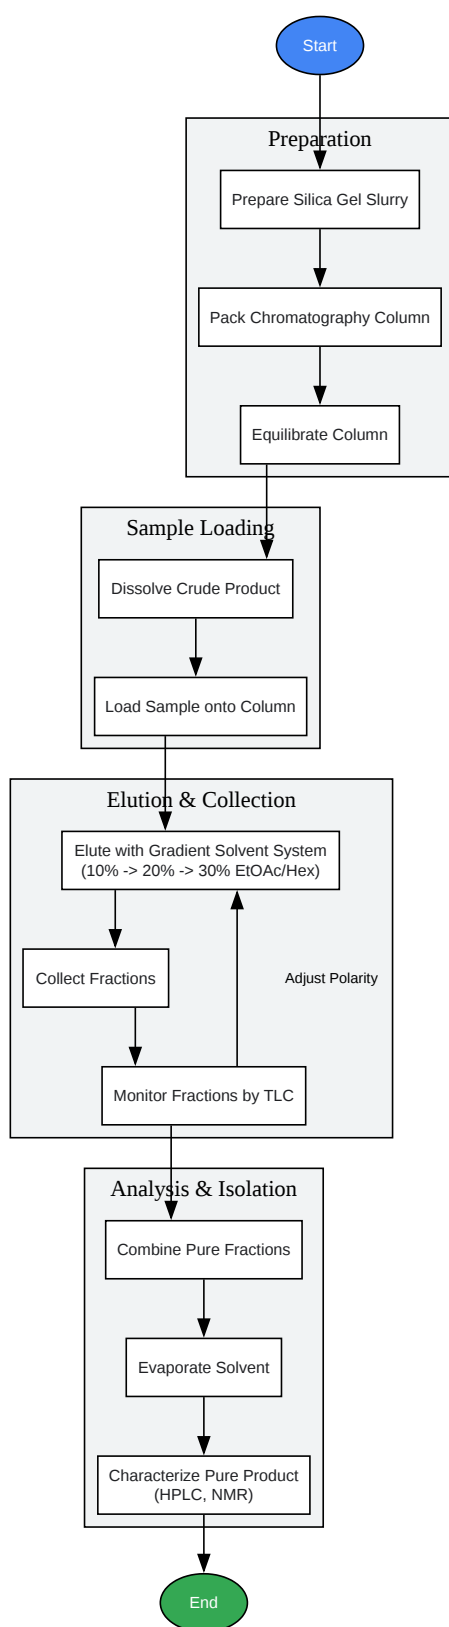 Start
Preparation
Prepare Silica Gel Slurry
Pack Chromatography Column
Equilibrate Column
Sample Loading
Dissolve Crude Product
Load Sample onto Column
Elution & Collection
Elute with Gradient Solvent System
(10% -> 20% -> 30% EtOAc/Hex)
Collect Fractions
Adjust Polarity
Monitor Fractions by TLC
Analysis & Isolation
Combine Pure Fractions
Evaporate Solvent
Characterize Pure Product
(HPLC, NMR)
End